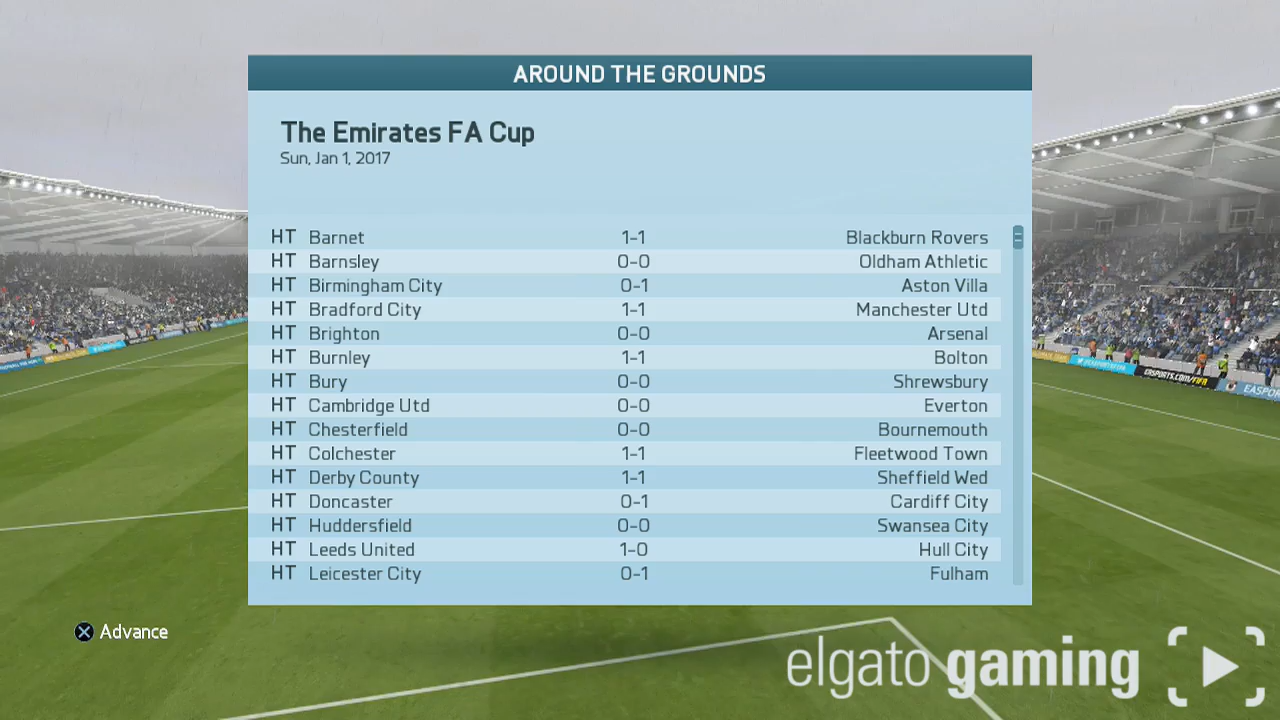 AROUND THE GROUNDS
The Emirates FA Cup
Sun, Jan 1, 2017
HT Barnet 1-1 Blackburn Rovers
HT Barnsley 0-0 Oldham Athletic
HT Birmingham City 0-1 Aston Villa
HT Bradford City 1-1 Manchester Utd
HT Brighton 0-0 Arsenal
HT Burnley 1-1 Bolton
HT Bury 0-0 Shrewsbury
HT Cambridge Utd 0-0 Everton
HT Chesterfield 0-0 Bournemouth
HT Colchester 1-1 Fleetwood Town
HT Derby County 1-1 Sheffield Wed
HT Doncaster 0-1 Cardiff City
HT Huddersfield 0-0 Swansea City
HT Leeds United 1-0 Hull City
HT Leicester City 0-1 Fulham
EASPORTS.COM/FIFA
Advance
elgato gaming